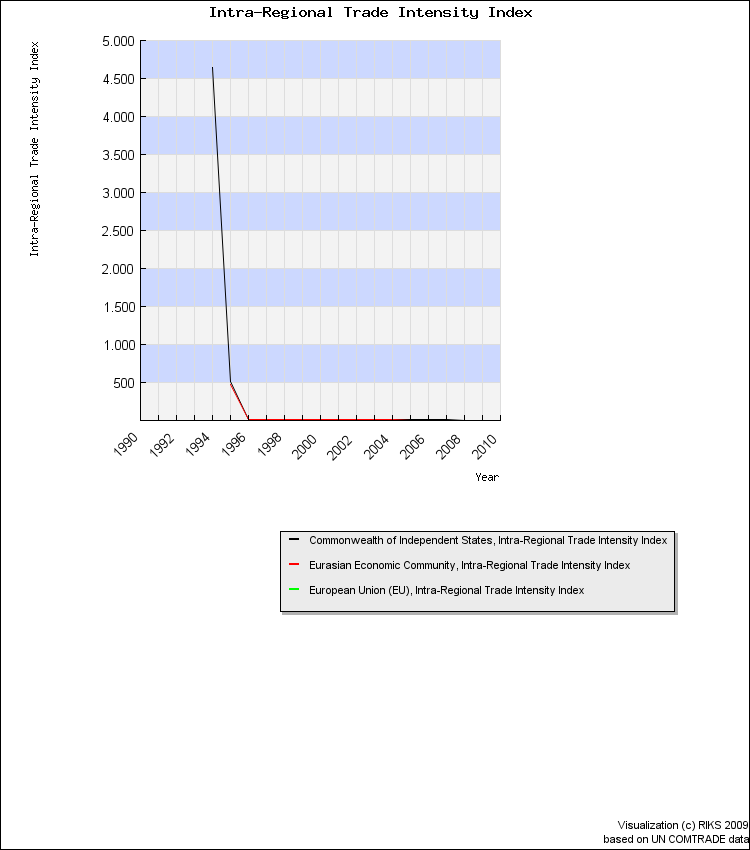 Intra-Regional Trade Intensity Index
Intra-Regional Trade Intensity Index
5.000
4.500
4.000
3.500
3.000
2.500
2.000
1.500
1.000
500
1990 1992 1994 1996 1998 2000 2002 2004 2006 2008 2010
Year
Commonwealth of Independent States, Intra-Regional Trade Intensity Index
Eurasian Economic Community, Intra-Regional Trade Intensity Index
European Union (EU), Intra-Regional Trade Intensity Index
Visualization (c) RIKS 2009
based on UN COMTRADE data